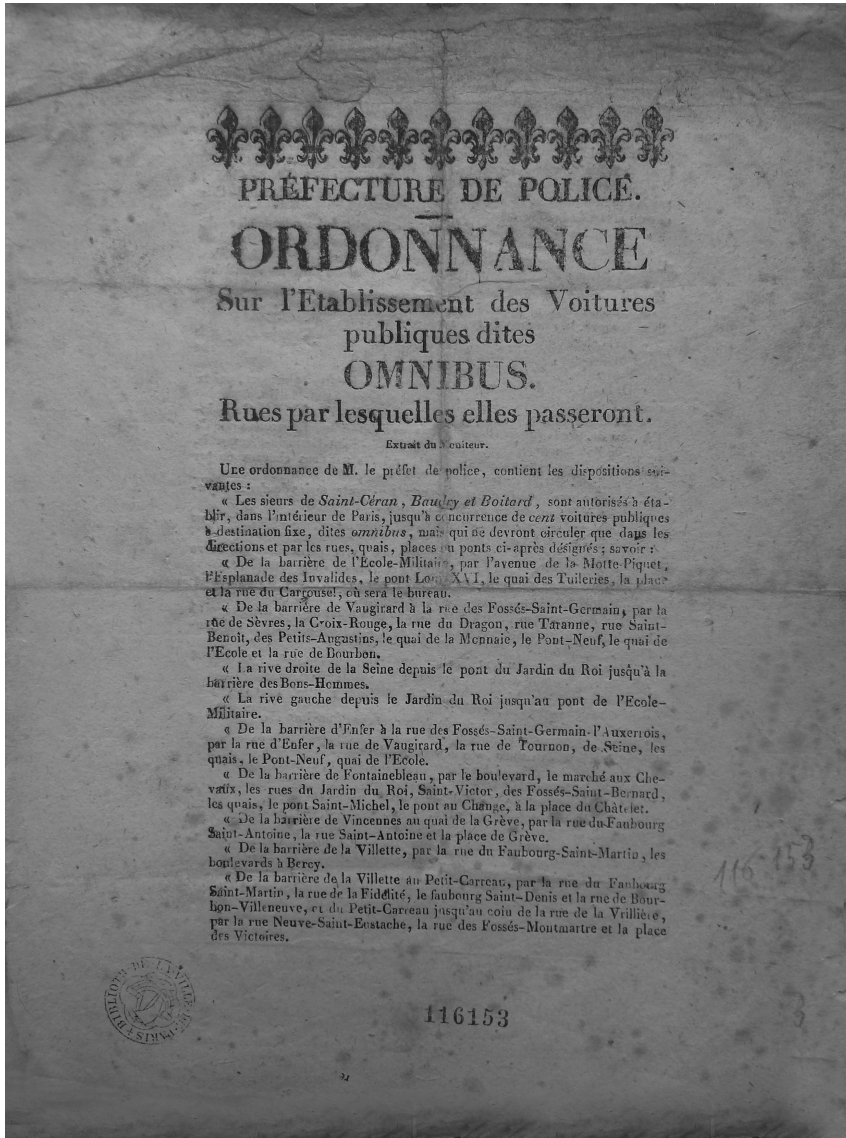 PRÉFECTURE DE POLICE.
ORDONNANCE
Sur l'Etablissement des Voitures
publiques dites
OMNIBUS.
Rues par lesquelles elles passeront.
Extrait du Moniteur.
Une ordonnance de M. le préfet de police, contient les dispositions sui-
vantes :
« Les sieurs de Saint-Céran, Baudry et Boitard, sont autorisés à éta-
blir, dans l'intérieur de Paris, jusqu'à concurrence de cent voitures publiques
à destination fixe, dites omnibus, mais qui ne devront circuler que dans les
directions et par les rues, quais, places ou ponts ci-après désignés ; savoir :
« De la barrière de l'École-Militaire, par l'avenue de la Motte-Piquet,
l'Esplanade des Invalides, le pont Louis XVI, le quai des Tuileries, la place
et la rue du Carrousel, où sera le bureau.
« De la barrière de Vaugirard à la rue des Fossés-Saint-Germain, par la
rue de Sèvres, la Croix-Rouge, la rue du Dragon, rue Taranne, rue Saint-
Benoît, des Petits-Augustins, le quai de la Monnaie, le Pont-Neuf, le quai de
l'Ecole et la rue de Bourbon.
« La rive droite de la Seine depuis le pont du Jardin du Roi jusqu'à la
barrière des Bons-Hommes.
« La rive gauche depuis le Jardin du Roi jusqu'au pont de l'Ecole-
Militaire.
« De la barrière d'Enfer à la rue des Fossés-Saint-Germain-l'Auxerrois,
par la rue d'Enfer, la rue de Vaugirard, la rue de Tournon, de Seine, les
quais, le Pont-Neuf, quai de l'Ecole.
« De la barrière de Fontainebleau, par le boulevard, le marché aux Che-
vaux, les rues du Jardin du Roi, Saint-Victor, des Fossés-Saint-Bernard,
les quais, le pont Saint-Michel, le pont au Change, à la place du Châtelet.
« De la barrière de Vincennes au quai de la Grève, par la rue du Faubourg
Saint-Antoine, la rue Saint-Antoine et la place de Grève.
« De la barrière de la Villette, par la rue du Faubourg-Saint-Martin, les
boulevards à Bercy.
« De la barrière de la Villette au Petit-Carreau, par la rue du Faubourg
Saint-Martin, la rue de la Fidélité, le faubourg Saint-Denis et la rue de Bour-
bon-Villeneuve, et du Petit-Carreau jusqu'au coin de la rue de la Vrillière,
par la rue Neuve-Saint-Eustache, la rue des Fossés-Montmartre et la place
des Victoires.
116 153
BIBLIOTH. DE LA VILLE DE PARIS
116153